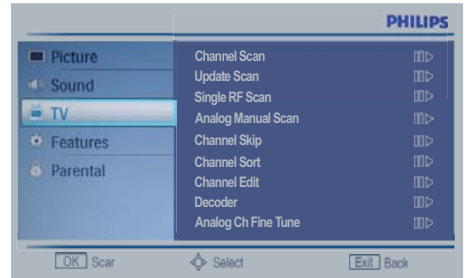 PHILIPS
Picture
Sound
TV
Features
Parental
Channel Scan
Update Scan
Single RF Scan
Analog Manual Scan
Channel Skip
Channel Sort
Channel Edit
Decoder
Analog Ch Fine Tune
OK Scar
Select
Exit Back